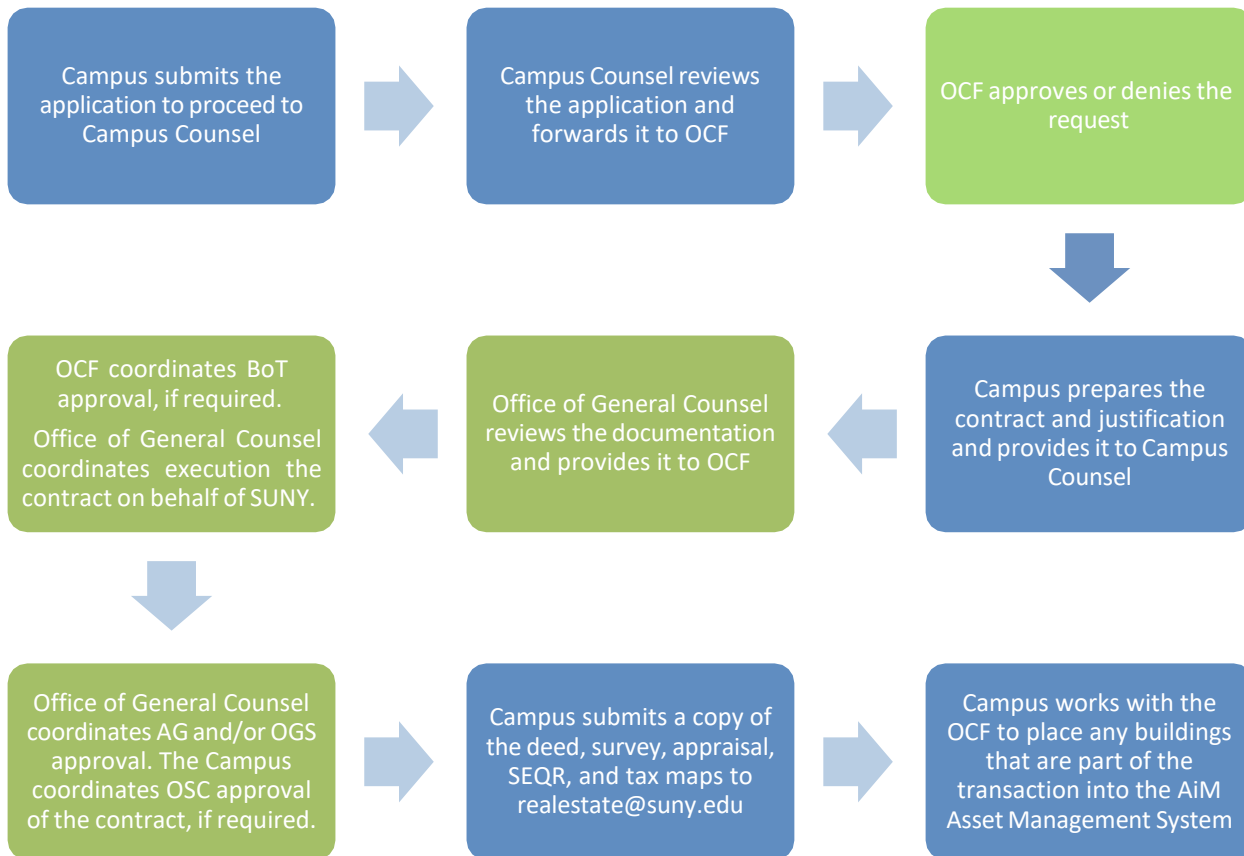 Campus submits the
application to proceed to
Campus Counsel
Campus Counsel reviews
the application and
forwards it to OCF
OCF approves or denies the
request
Campus prepares the
contract and justification
and provides it to Campus
Counsel
Office of General Counsel
reviews the documentation
and provides it to OCF
OCF coordinates BoT
approval, if required.
Office of General Counsel
coordinates execution the
contract on behalf of SUNY.
Office of General Counsel
coordinates AG and/or OGS
approval. The Campus
coordinates OSC approval
of the contract, if required.
Campus submits a copy of
the deed, survey, appraisal,
SEQR, and tax maps to
realestate@suny.edu
Campus works with the
OCF to place any buildings
that are part of the
transaction into the AiM
Asset Management System